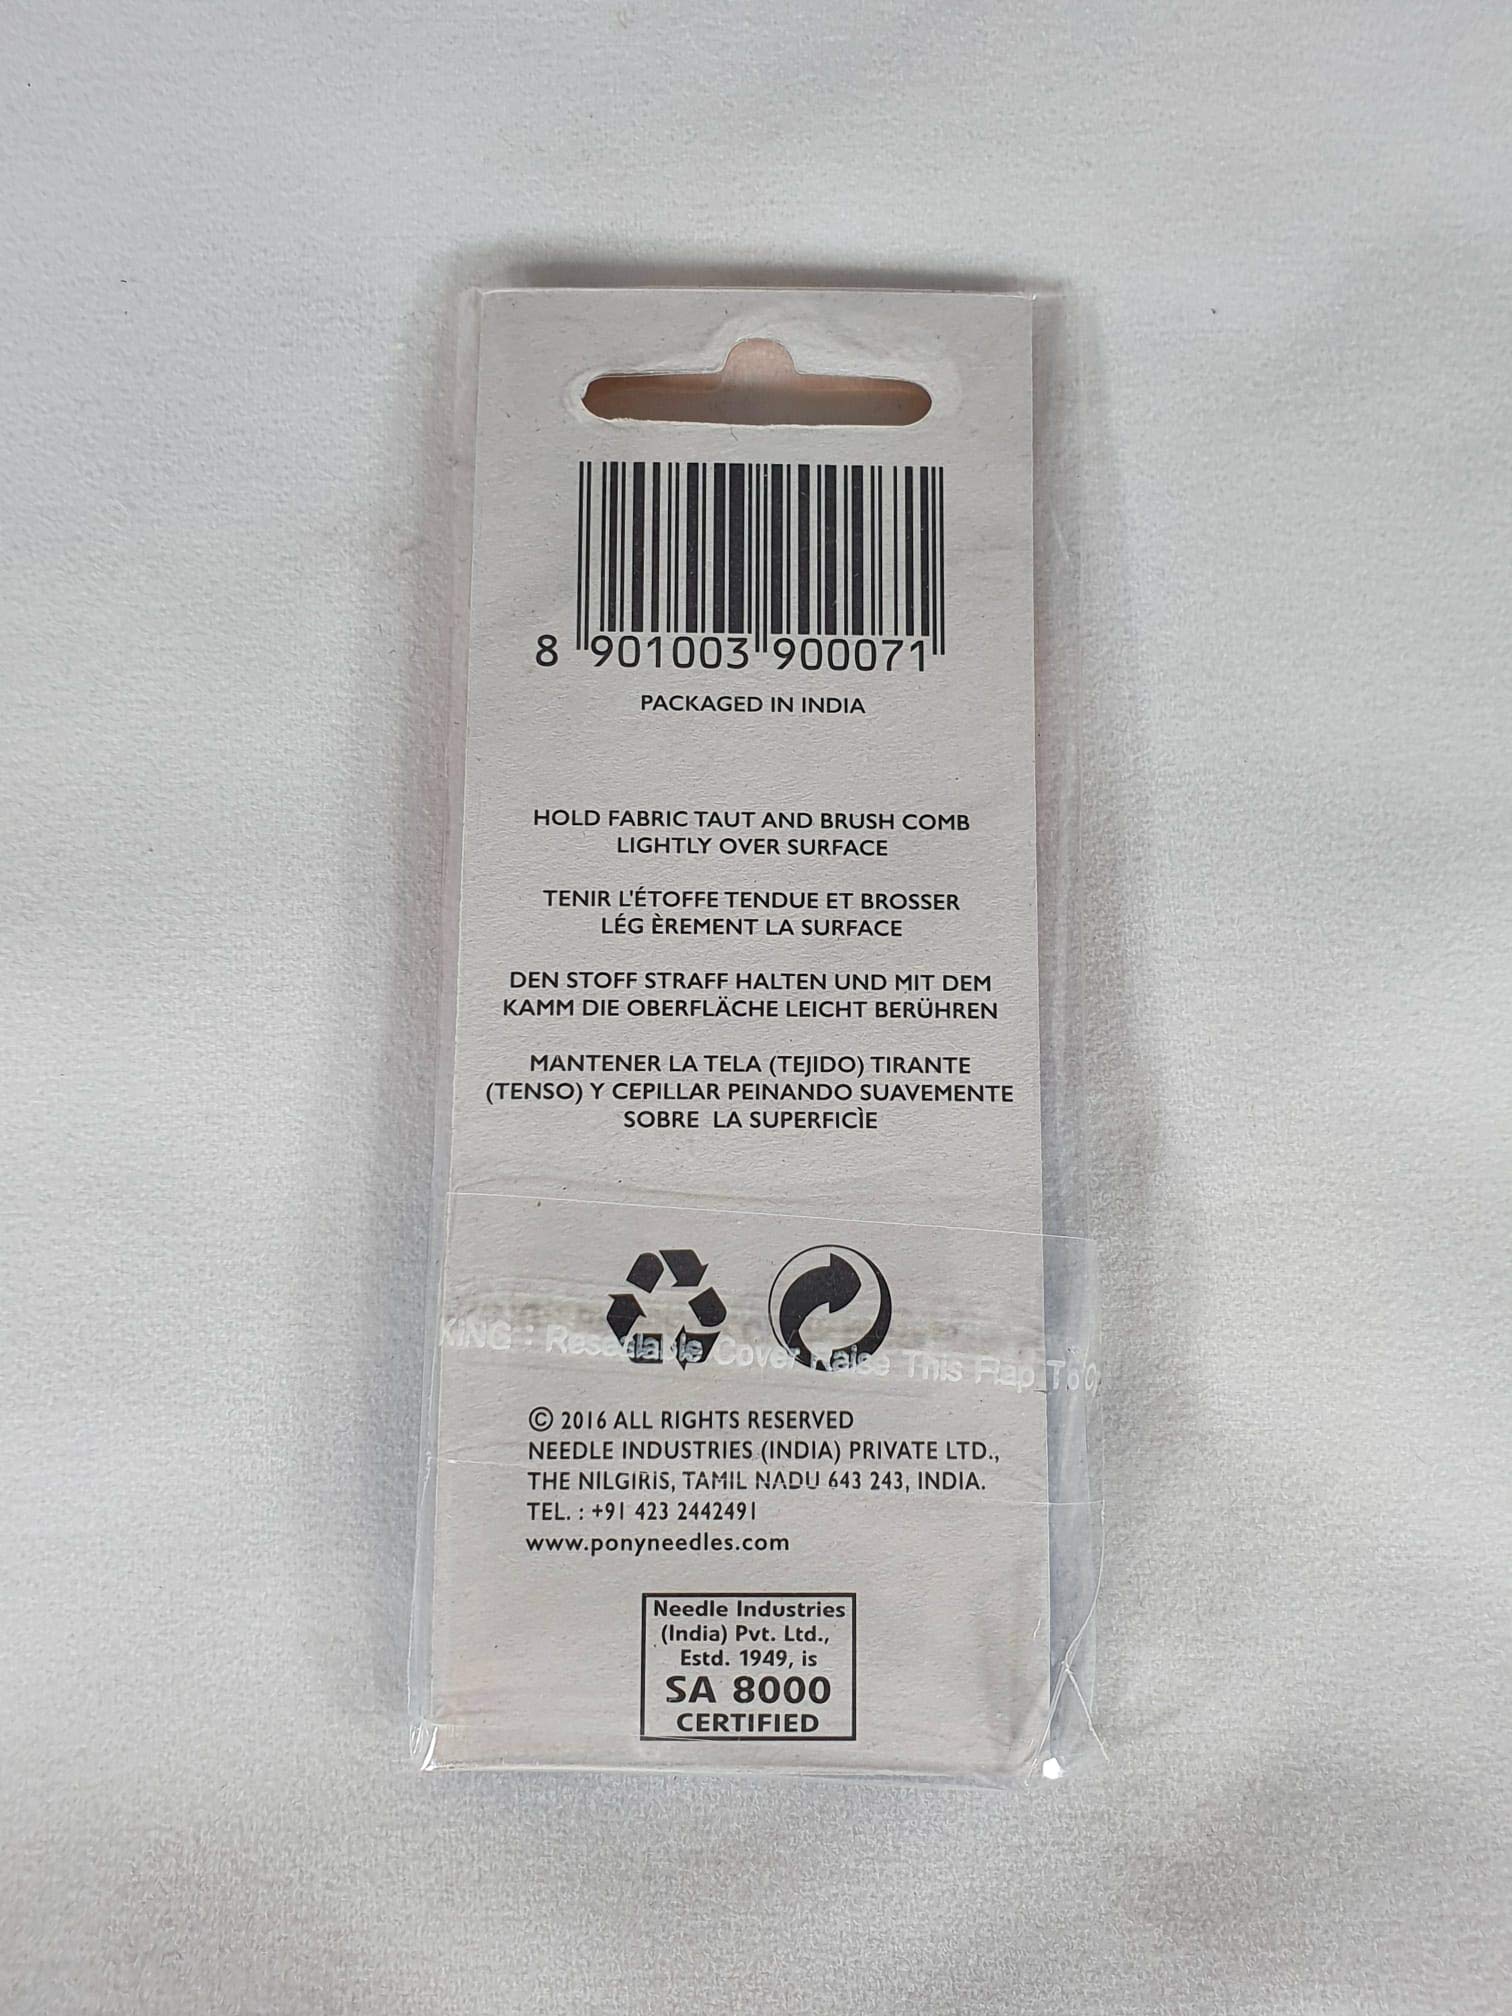 8 901003 900071
PACKAGED IN INDIA
HOLD FABRIC TAUT AND BRUSH COMB
LIGHTLY OVER SURFACE
TENIR L'ÉTOFFE TENDUE ET BROSSER
LÉG ÈREMENT LA SURFACE
DEN STOFF STRAFF HALTEN UND MIT DEM
KAMM DIE OBERFLÄCHE LEICHT BERÜHREN
MANTENER LA TELA (TEJIDO) TIRANTE
(TENSO) Y CEPILLAR PEINANDO SUAVEMENTE
SOBRE LA SUPERFICÌE
KING : Resealable Cover Raise This Flap To
© 2016 ALL RIGHTS RESERVED
NEEDLE INDUSTRIES (INDIA) PRIVATE LTD.,
THE NILGIRIS, TAMIL NADU 643 243, INDIA.
TEL. : +91 423 2442491
www.ponyneedles.com
Needle Industries
(India) Pvt. Ltd.,
Estd. 1949, is
SA 8000
CERTIFIED